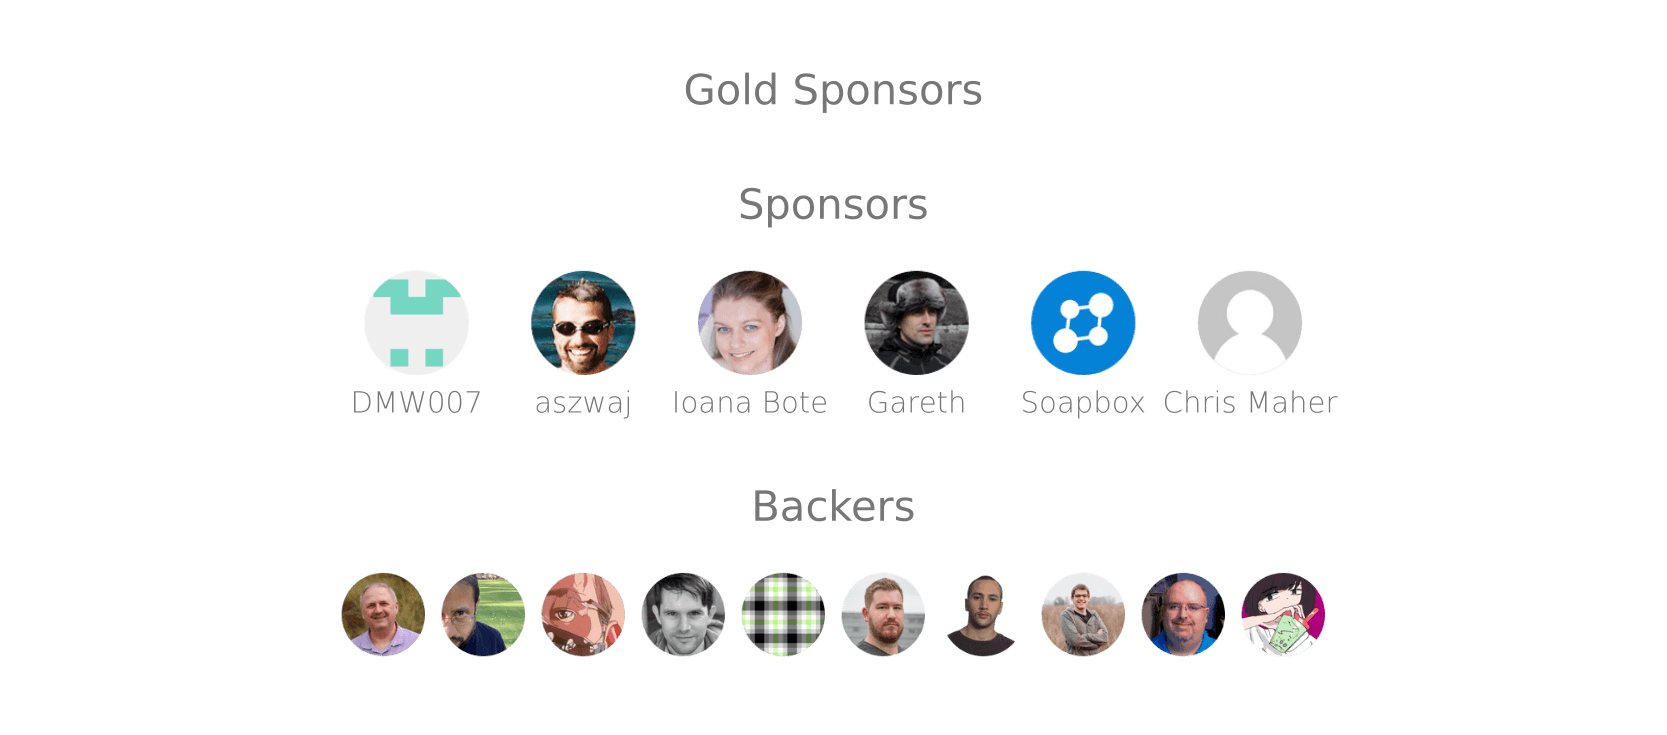 Gold Sponsors
Sponsors
DMW007 aszwaj Ioana Bote Gareth Soapbox Chris Maher
Backers